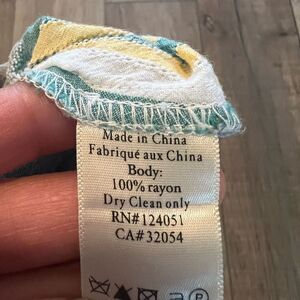 Made in China
Fabriqué aux China
Body:
100% rayon
Dry Clean only
RN#124051
CA#32054
P